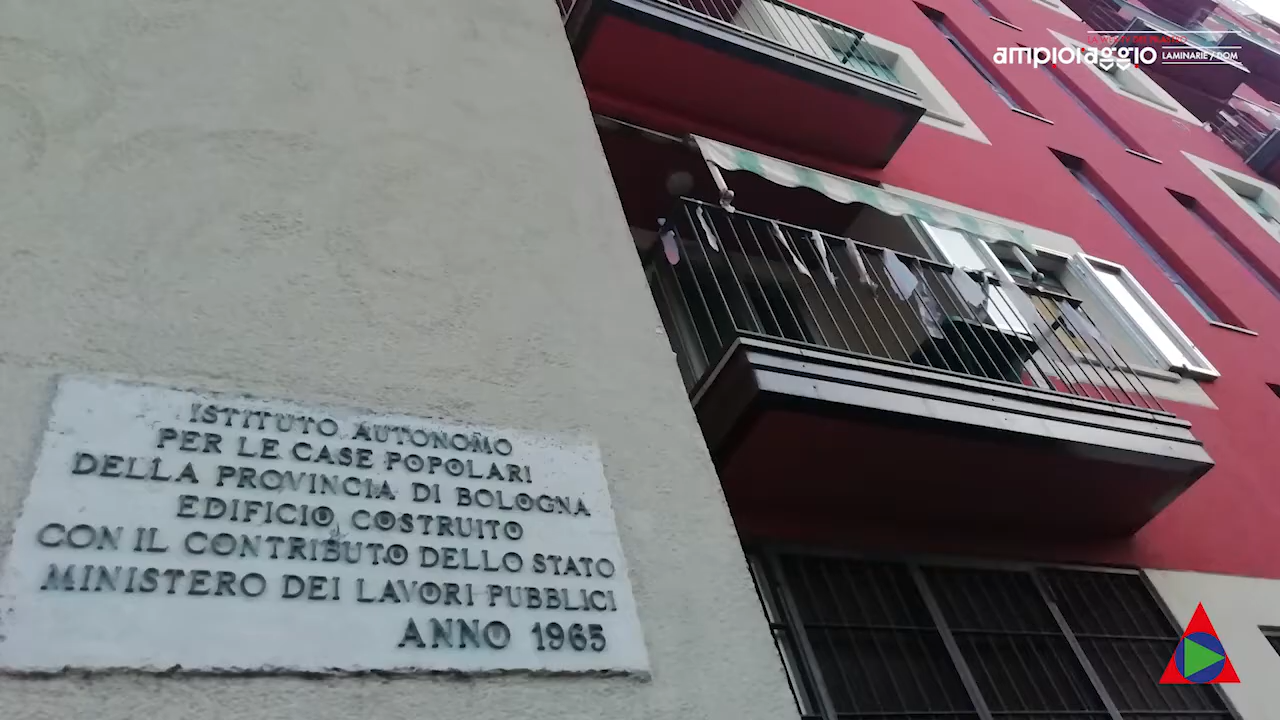 ampioraggio
LAMINARIE / DOM
ISTITUTO AUTONOMO
PER LE CASE POPOLARI
DELLA PROVINCIA DI BOLOGNA
EDIFICIO COSTRUITO
CON IL CONTRIBUTO DELLO STATO
MINISTERO DEI LAVORI PUBBLICI
ANNO 1965